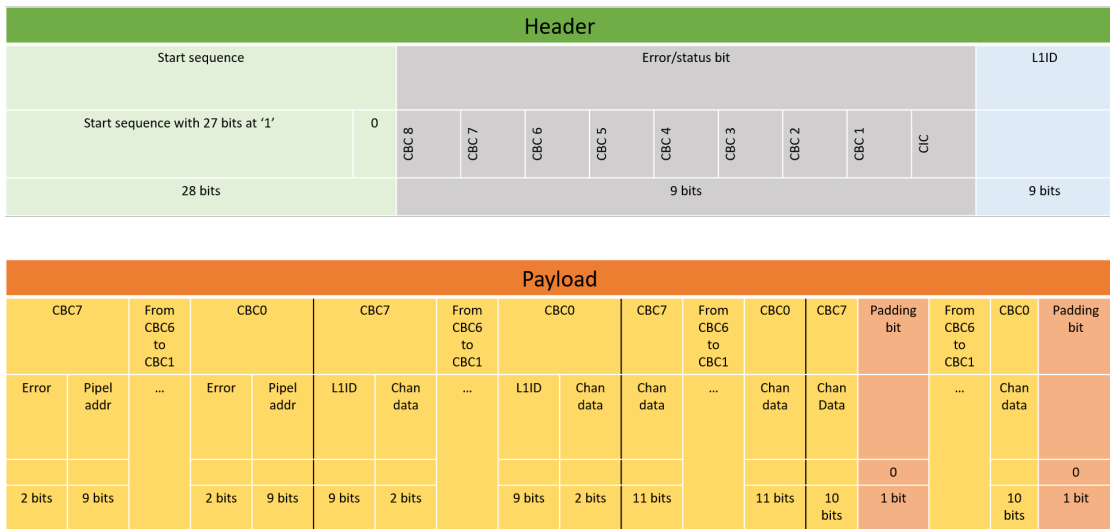 Header
Start sequence
Error/status bit
L1ID
Start sequence with 27 bits at ‘1’
0
CBC 8
CBC 7
CBC 6
CBC 5
CBC 4
CBC 3
CBC 2
CBC 1
CIC
28 bits
9 bits
9 bits
Payload
CBC7
From
CBC6
to
CBC1
CBC0
CBC7
From
CBC6
to
CBC1
CBC0
CBC7
From
CBC6
to
CBC1
CBC0
CBC7
Padding
bit
From
CBC6
to
CBC1
CBC0
Padding
bit
Error
Pipel
addr
...
Error
Pipel
addr
L1ID
Chan
data
...
L1ID
Chan
data
Chan
data
...
Chan
data
Chan
Data
...
Chan
data
0
0
2 bits
9 bits
2 bits
9 bits
9 bits
2 bits
9 bits
2 bits
11 bits
11 bits
10
bits
1 bit
10
bits
1 bit